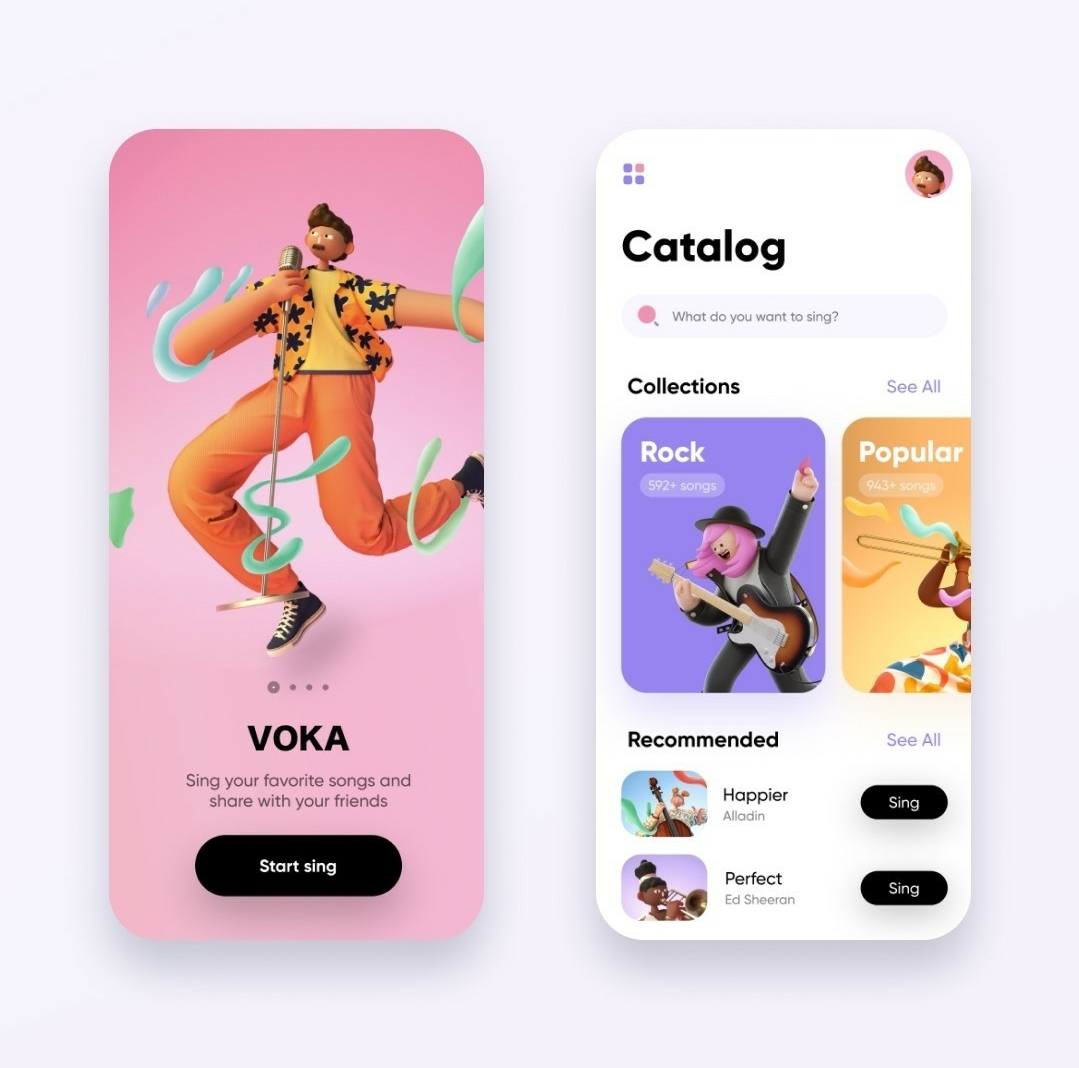 VOKA
Sing your favorite songs and
share with your friends
Start sing
Catalog
What do you want to sing?
Collections
See All
Rock
592+ songs
Popular
943+ songs
Recommended
See All
Happier
Alladin
Sing
Perfect
Ed Sheeran
Sing